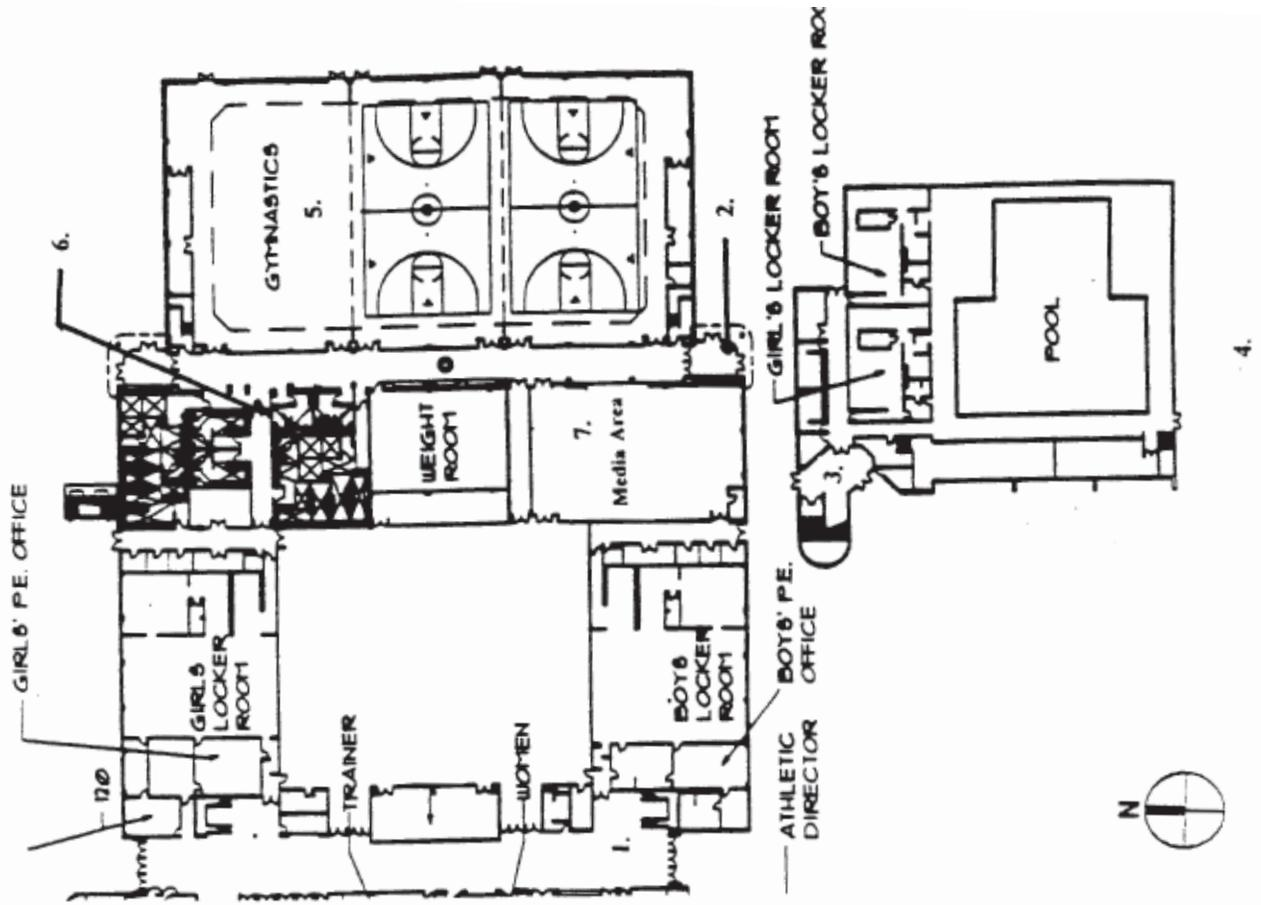 6.
GYMNASTICS
5.
2.
BOY'S LOCKER ROO
GIRL'S LOCKER ROOM
POOL
4.
3.
WEIGHT
ROOM
7.
Media Area
GIRLS' P.E. OFFICE
GIRLS
LOCKER
ROOM
120
TRAINER
WOMEN
BOYS
LOCKER
ROOM
BOYS' P.E.
OFFICE
ATHLETIC
DIRECTOR
1.
N